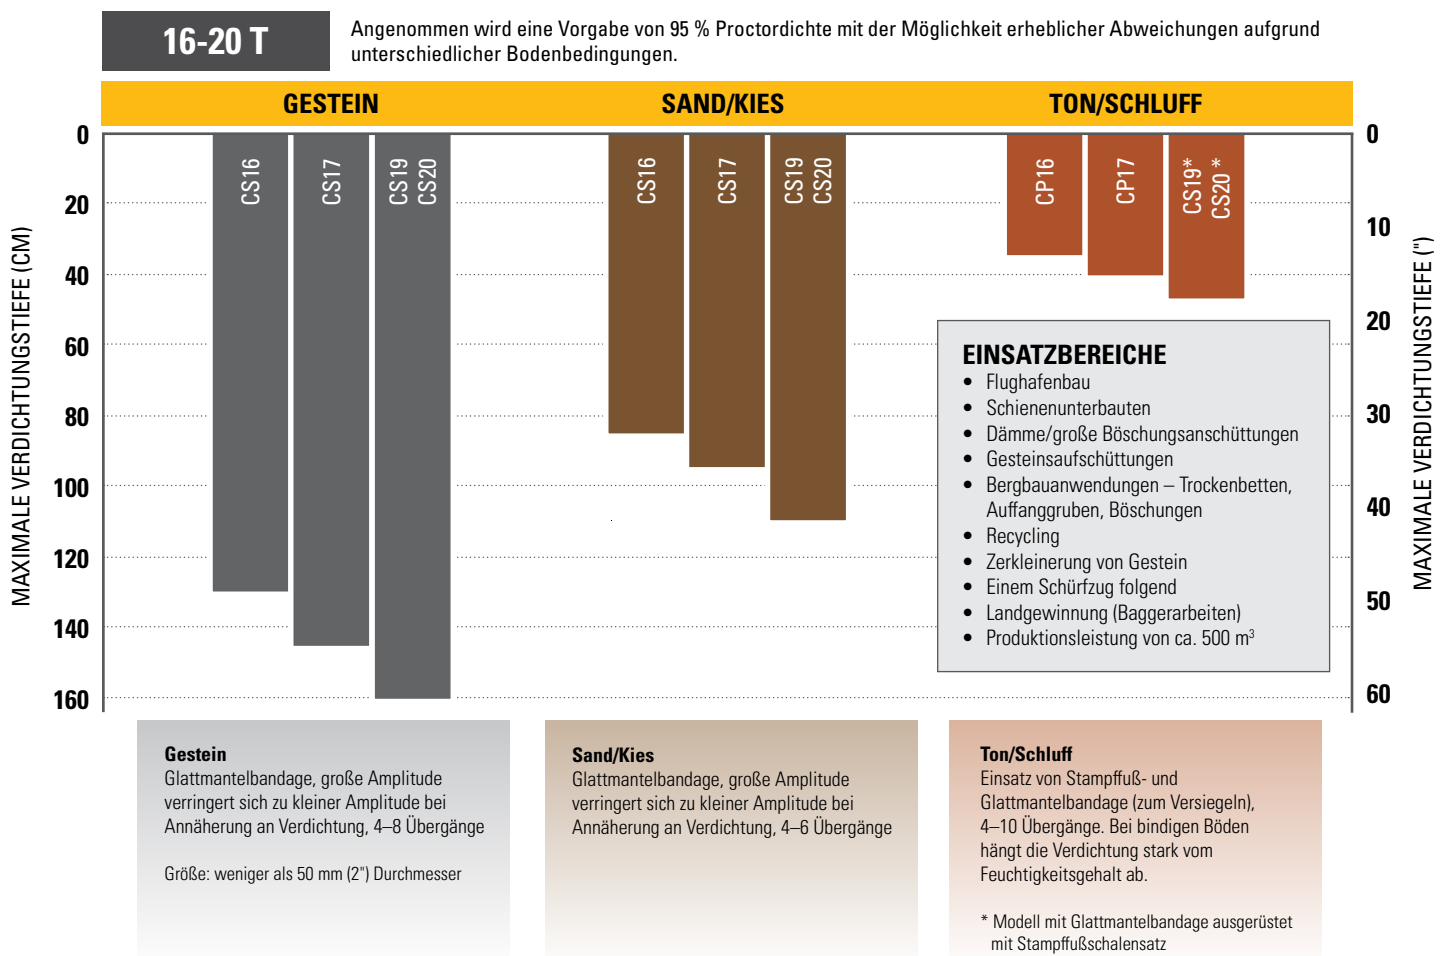 16-20 T
Angenommen wird eine Vorgabe von 95 % Proctordichte mit der Möglichkeit erheblicher Abweichungen aufgrund
unterschiedlicher Bodenbedingungen.
GESTEIN
SAND/KIES
TON/SCHLUFF
MAXIMALE VERDICHTUNGSTIEFE (CM)
0
20
40
60
80
100
120
140
160
CS16
CS17
CS19
CS20
CS16
CS17
CS19
CS20
CP16
CP17
CS19*
CS20 *
0
10
20
30
40
50
60
MAXIMALE VERDICHTUNGSTIEFE (")
EINSATZBEREICHE
• Flughafenbau
• Schienenunterbauten
• Dämme/große Böschungsanschüttungen
• Gesteinsaufschüttungen
• Bergbauanwendungen – Trockenbetten,
Auffanggruben, Böschungen
• Recycling
• Zerkleinerung von Gestein
• Einem Schürfzug folgend
• Landgewinnung (Baggerarbeiten)
• Produktionsleistung von ca. 500 m³
Gestein
Glattmantelbandage, große Amplitude
verringert sich zu kleiner Amplitude bei
Annäherung an Verdichtung, 4–8 Übergänge
Größe: weniger als 50 mm (2") Durchmesser
Sand/Kies
Glattmantelbandage, große Amplitude
verringert sich zu kleiner Amplitude bei
Annäherung an Verdichtung, 4–6 Übergänge
Ton/Schluff
Einsatz von Stampffuß- und
Glattmantelbandage (zum Versiegeln),
4–10 Übergänge. Bei bindigen Böden
hängt die Verdichtung stark vom
Feuchtigkeitsgehalt ab.
* Modell mit Glattmantelbandage ausgerüstet
mit Stampffußschalensatz